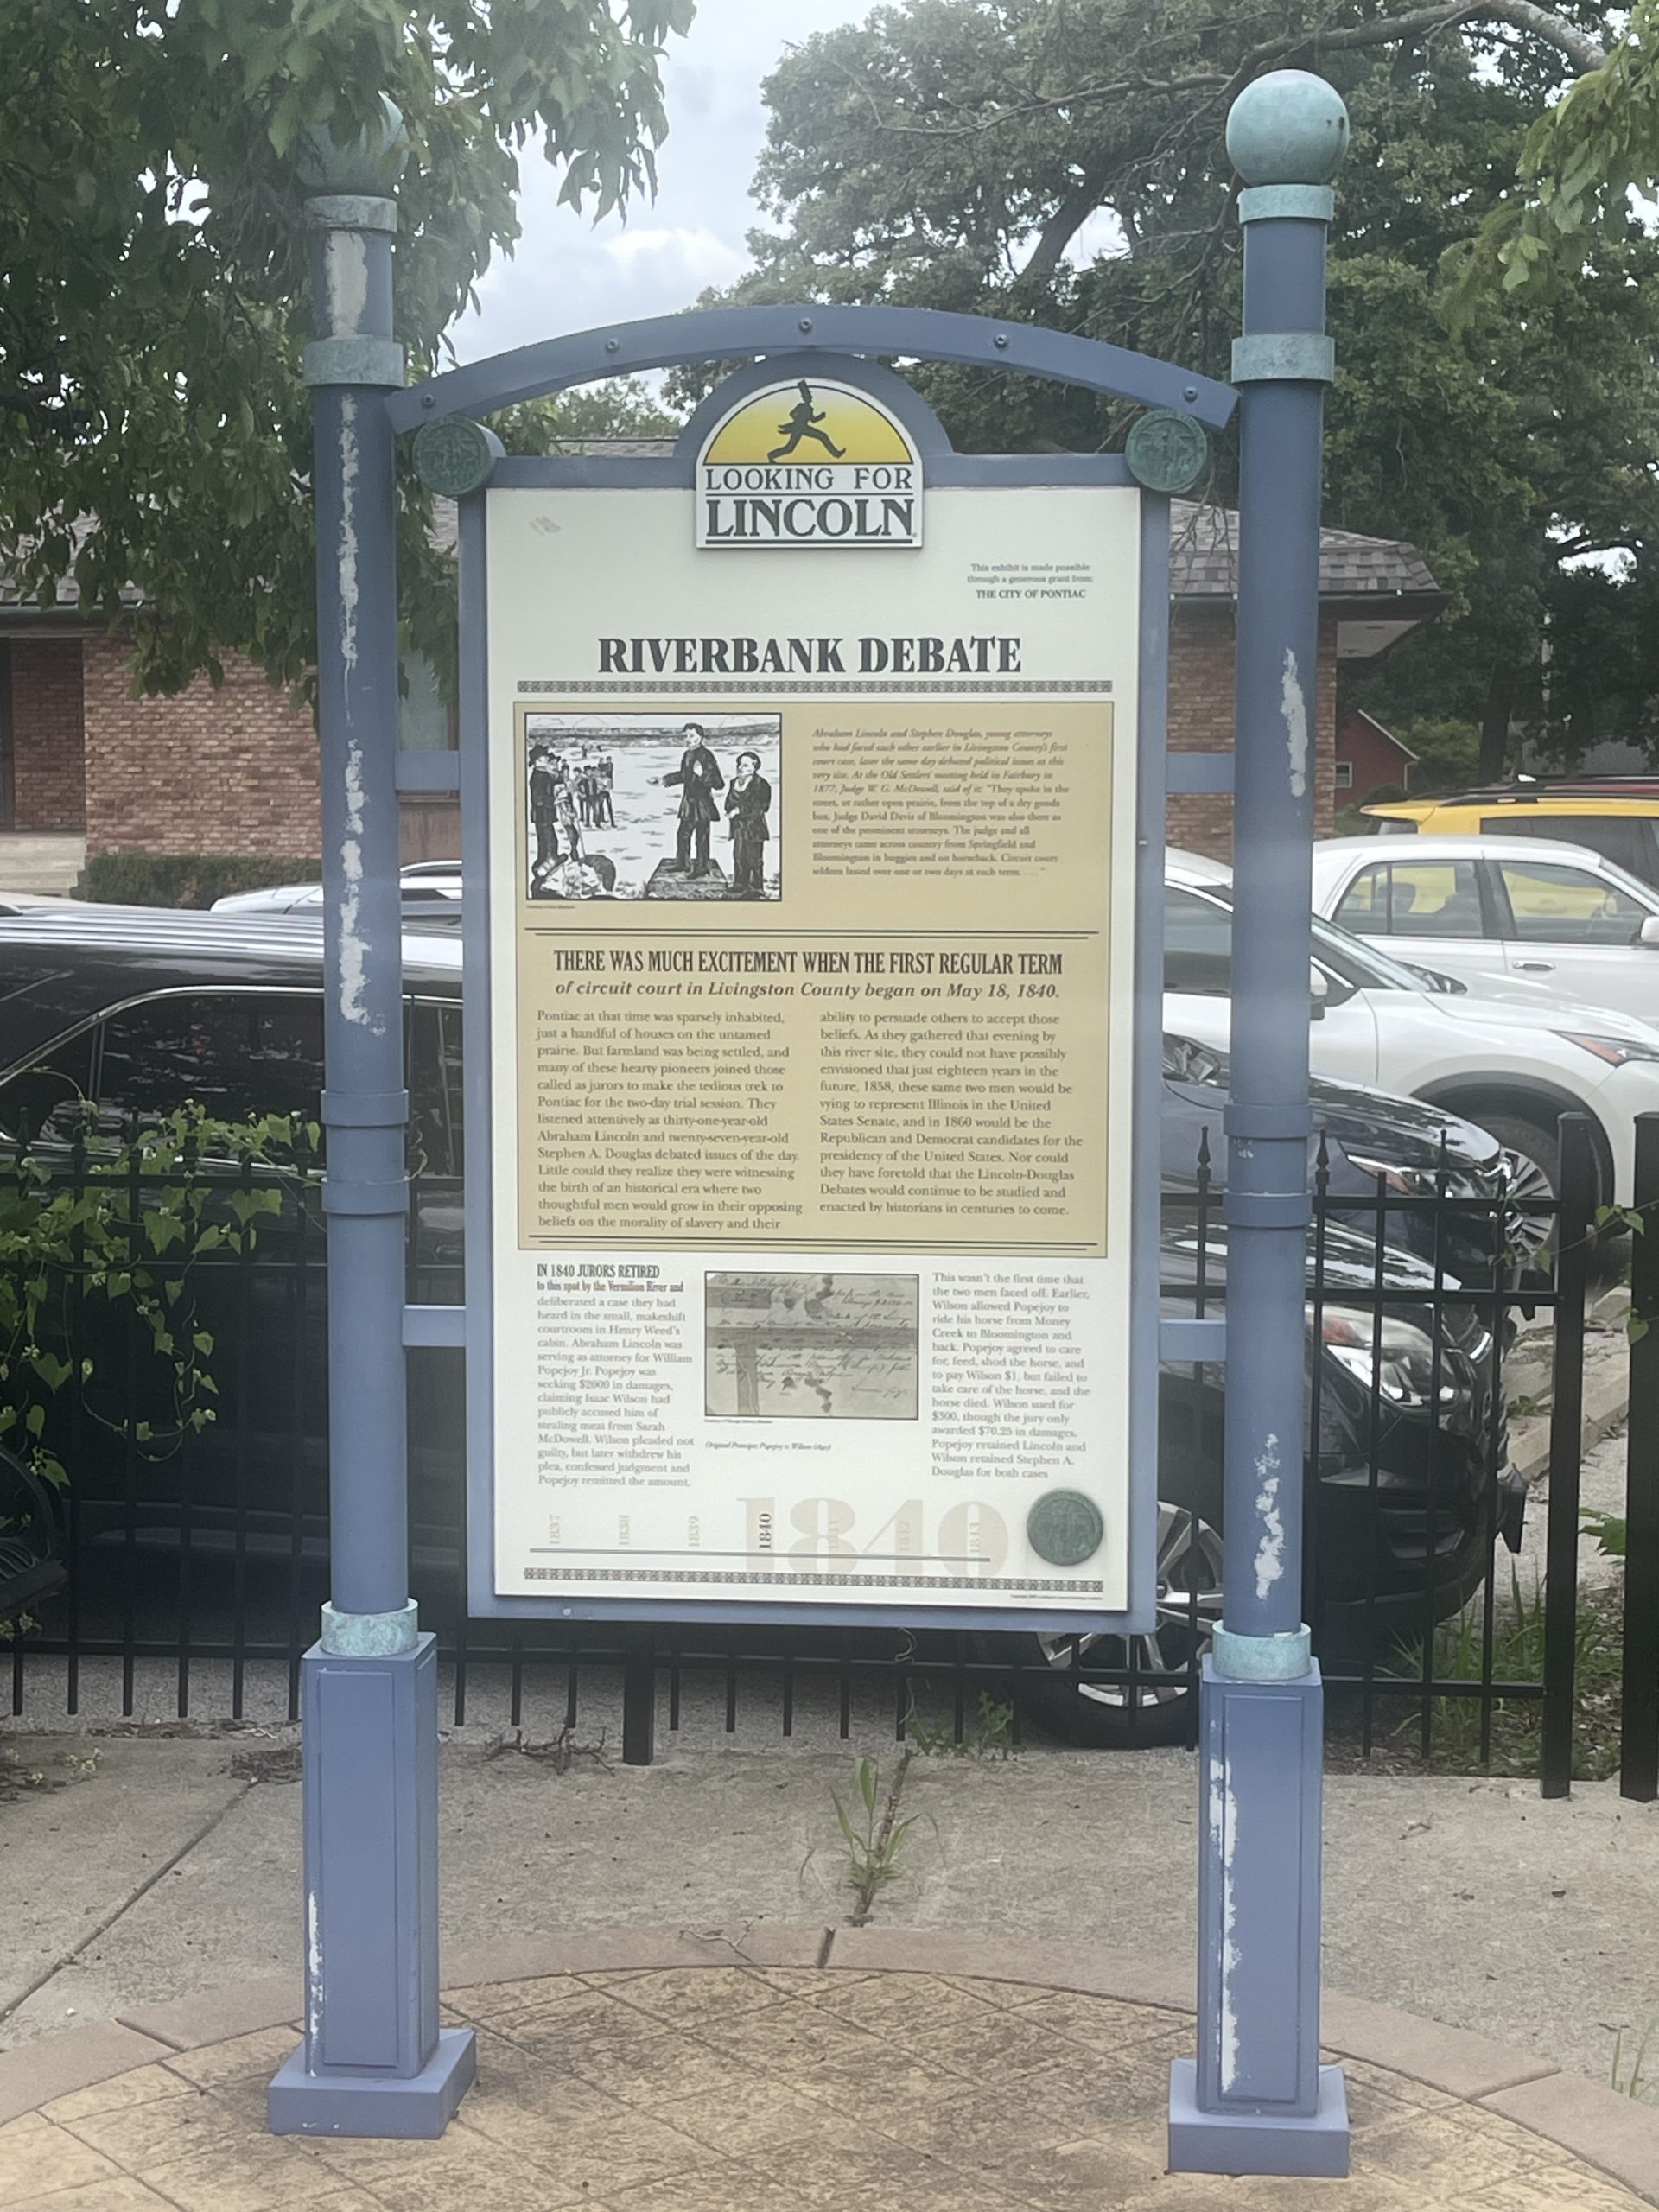 LOOKING FOR
LINCOLN
This exhibit is made possible
through a generous grant from:
THE CITY OF PONTIAC
RIVERBANK DEBATE
Abraham Lincoln and Stephen Douglas, young attorneys
who had faced each other earlier in Livingston County's first
court case, later the same day debated political issues at this
very site. At the Old Settlers' meeting held in Fairbury in
1877, Judge W. G. McDowell, said of it: "They spoke in the
street, or rather open prairie, from the top of a dry goods
box. Judge David Davis of Bloomington was also there as
one of the prominent attorneys. The judge and all
attorneys came across country from Springfield and
Bloomington in buggies and on horseback. Circuit court
seldom lasted over one or two days at each term. . . . "
THERE WAS MUCH EXCITEMENT WHEN THE FIRST REGULAR TERM
of circuit court in Livingston County began on May 18, 1840.
Pontiac at that time was sparsely inhabited,
just a handful of houses on the untamed
prairie. But farmland was being settled, and
many of these hearty pioneers joined those
called as jurors to make the tedious trek to
Pontiac for the two-day trial session. They
listened attentively as thirty-one-year-old
Abraham Lincoln and twenty-seven-year-old
Stephen A. Douglas debated issues of the day.
Little could they realize they were witnessing
the birth of an historical era where two
thoughtful men would grow in their opposing
beliefs on the morality of slavery and their
ability to persuade others to accept those
beliefs. As they gathered that evening by
this river site, they could not have possibly
envisioned that just eighteen years in the
future, 1858, these same two men would be
vying to represent Illinois in the United
States Senate, and in 1860 would be the
Republican and Democrat candidates for the
presidency of the United States. Nor could
they have foretold that the Lincoln-Douglas
Debates would continue to be studied and
enacted by historians in centuries to come.
IN 1840 JURORS RETIRED
to this spot by the Vermilion River and
deliberated a case they had
heard in the small, makeshift
courtroom in Henry Weed's
cabin. Abraham Lincoln was
serving as attorney for William
Popejoy Jr. Popejoy was
seeking $2000 in damages,
claiming Isaac Wilson had
publicly accused him of
stealing meat from Sarah
McDowell. Wilson pleaded not
guilty, but later withdrew his
plea, confessed judgment and
Popejoy remitted the amount.
Original Praecipe, Popejoy v. Wilson
This wasn't the first time that
the two men faced off. Earlier,
Wilson allowed Popejoy to
ride his horse from Money
Creek to Bloomington and
back. Popejoy agreed to care
for, feed, shod the horse, and
to pay Wilson $1, but failed to
take care of the horse, and the
horse died. Wilson sued for
$300, though the jury only
awarded $70.25 in damages.
Popejoy retained Lincoln and
Wilson retained Stephen A.
Douglas for both cases
1837 1838 1839 1840 1841 1842 1843
1840